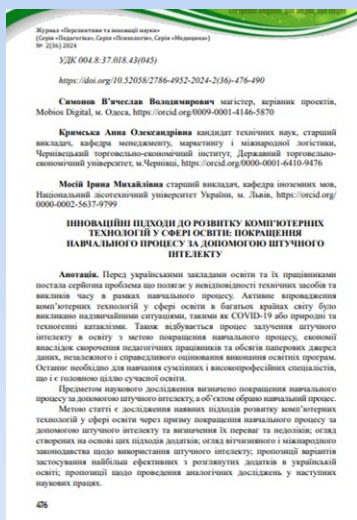 Журнал «Перспективи та інновації науки»
(Серія «Педагогіка», Серія «Психологія», Серія «Медицина»)
№ 2(36) 2024
УДК 004.8:37.018.43(045)
https://doi.org/10.52058/2786-4952-2024-2(36)-476-490
Симонов В'ячеслав Володимирович магістер, керівник проектів,
Mobios Digital, м. Одеса, https://orcid.org/0009-0001-4146-5870
Кримська Анна Олександрівна кандидат технічних наук, старший
викладач, кафедра менеджменту, маркетингу і міжнародної логістики,
Чернівецький торговельно-економічний інститут, Державний торговельно-
економічний університет, м.Чернівці, https://orcid.org/0000-0001-6410-9476
Мосій Ірина Михайлівна старший викладач, кафедра іноземних мов,
Національний лісотехнічний університет України, м. Львів, https://orcid.org/
0000-0002-5637-9799
ІННОВАЦІЙНІ ПІДХОДИ ДО РОЗВИТКУ КОМП'ЮТЕРНИХ
ТЕХНОЛОГІЙ У СФЕРІ ОСВІТИ: ПОКРАЩЕННЯ
НАВЧАЛЬНОГО ПРОЦЕСУ ЗА ДОПОМОГОЮ ШТУЧНОГО
ІНТЕЛЕКТУ
Анотація. Перед українськими закладами освіти та їх працівниками
постала серйозна проблема що полягає у невідповідності технічних засобів та
викликів часу в рамках навчального процесу. Активне впровадження
комп'ютерних технологій у сфері освіти в багатьох країнах світу було
викликано надзвичайними ситуаціями, такими як COVID-19 або природні та
техногенні катаклізми. Також відбувається процес залучення штучного
інтелекту в освіту з метою покращення навчального процесу, економії
внаслідок скорочення педагогічних працівників та обсягів паперових джерел
даних, незалежного і справедливого оцінювання виконання освітніх програм.
Останнє необхідно для навчання сумлінних і високопрофесійних спеціалістів,
що і є головною ціллю сучасної освіти.
Предметом наукового дослідження визначено покращення навчального
процесу за допомогою штучного інтелекту, а об'єктом обрано навчальний процес.
Метою статті є дослідження наявних підходів розвитку комп'ютерних
технологій у сфері освіти через призму покращення навчального процесу за
допомогою штучного інтелекту та визначення їх переваг та недоліків; огляд
створених на основі цих підходів додатків; огляд вітчизняного і міжнародного
законодавства щодо використання штучного інтелекту; пропозиції варіантів
застосування найбільш ефективних з розглянутих додатків в українській
освіті; пропозиції щодо проведення аналогічних досліджень у наступних
наукових працях.
476